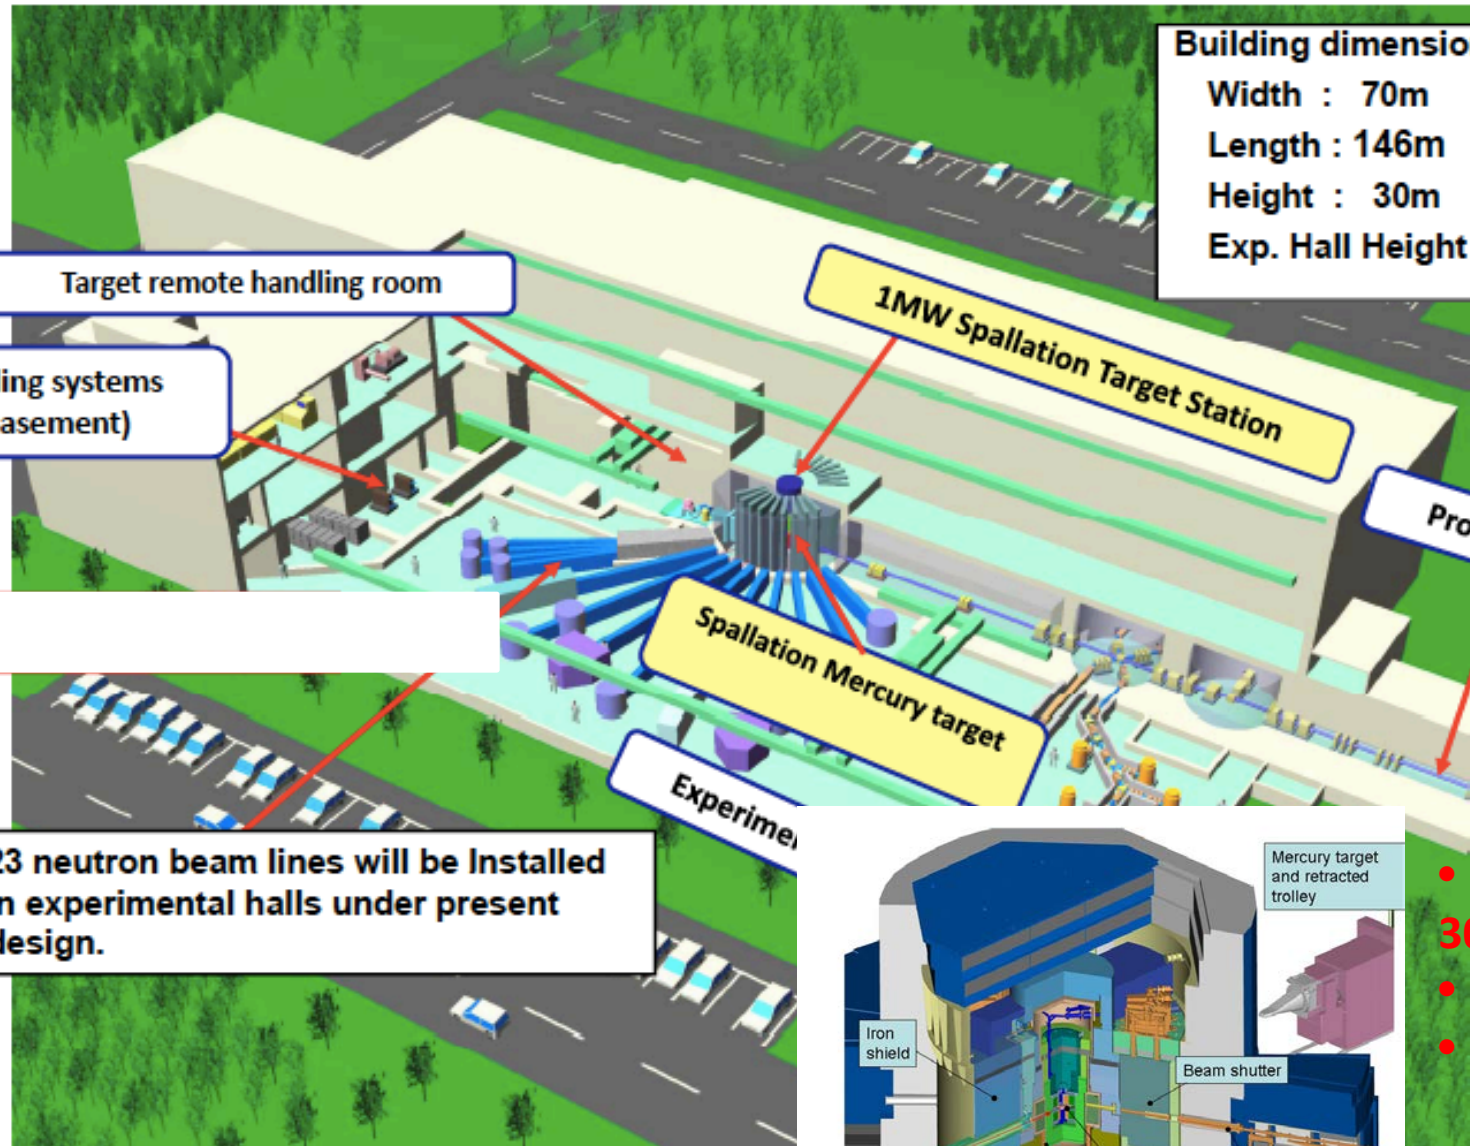 Building dimensio
Width : 70m
Length : 146m
Height : 30m
Exp. Hall Height
Target remote handling room
1MW Spallation Target Station
ling systems
asement)
Pro
Spallation Mercury target
Experime
23 neutron beam lines will be Installed
n experimental halls under present
design.
Mercury target
and retracted
trolley
•
30
•
•
Iron
shield
Beam shutter